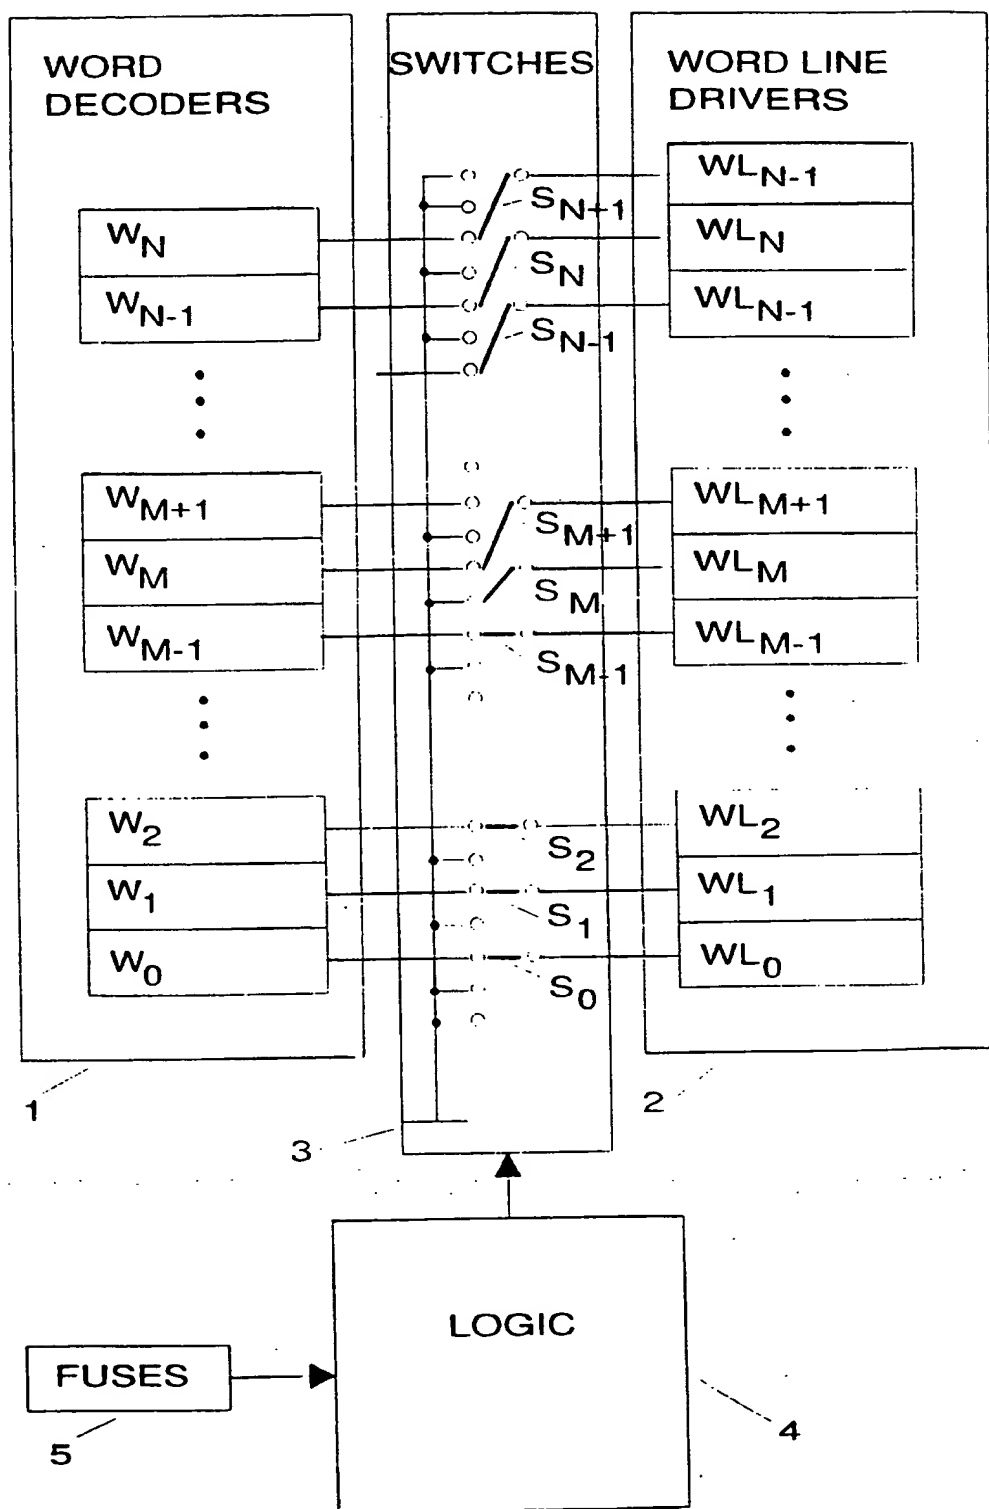 WORD
DECODERS
W_N
W_N-1
W_M+1
W_M
W_M-1
W_2
W_1
W_0
1
SWITCHES
S_N+1
S_N
S_N-1
S_M+1
S_M
S_M-1
S_2
S_1
S_0
3
WORD LINE
DRIVERS
WL_N-1
WL_N
WL_N-1
WL_M+1
WL_M
WL_M-1
WL_2
WL_1
WL_0
2
LOGIC
4
FUSES
5